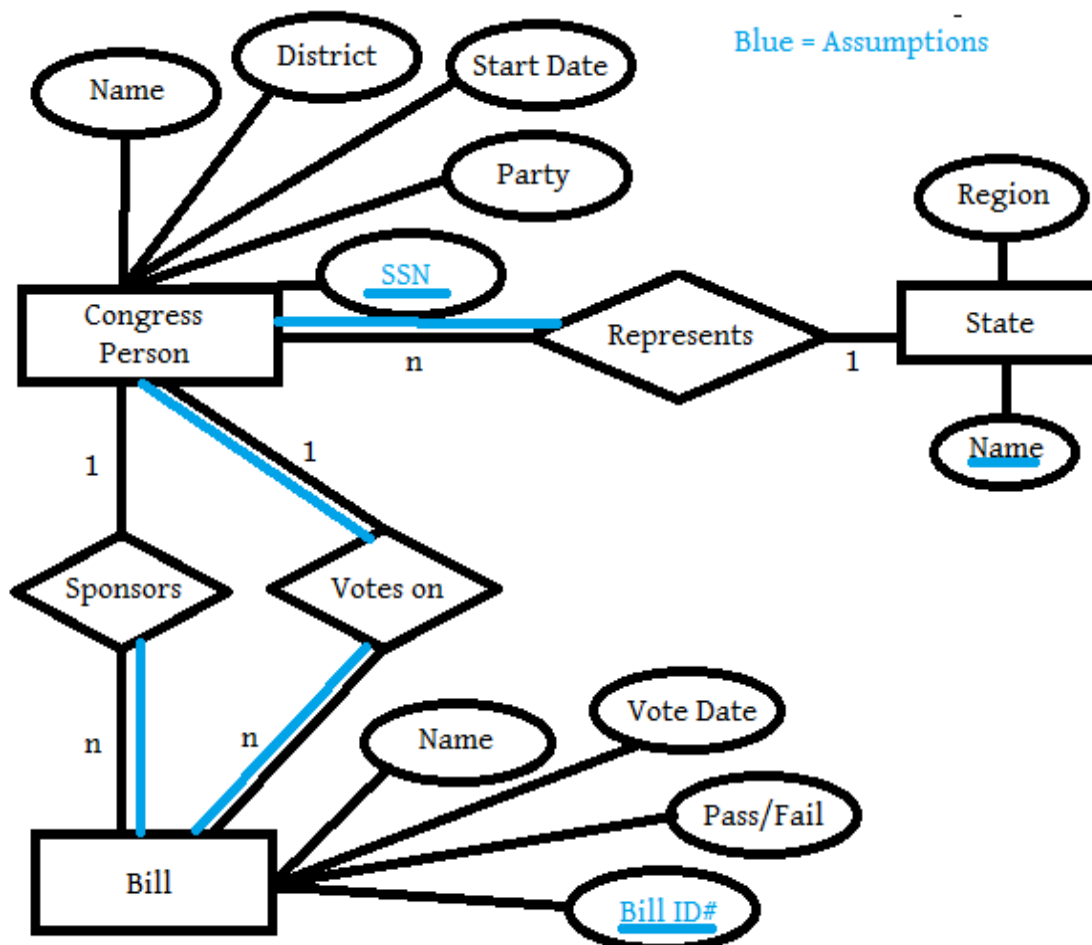 Blue = Assumptions
Name
District
Start Date
Party
SSN
Region
Congress
Person
n
Represents
1
State
Name
1
1
Sponsors
Votes on
n
n
Name
Vote Date
Pass/Fail
Bill
Bill ID#